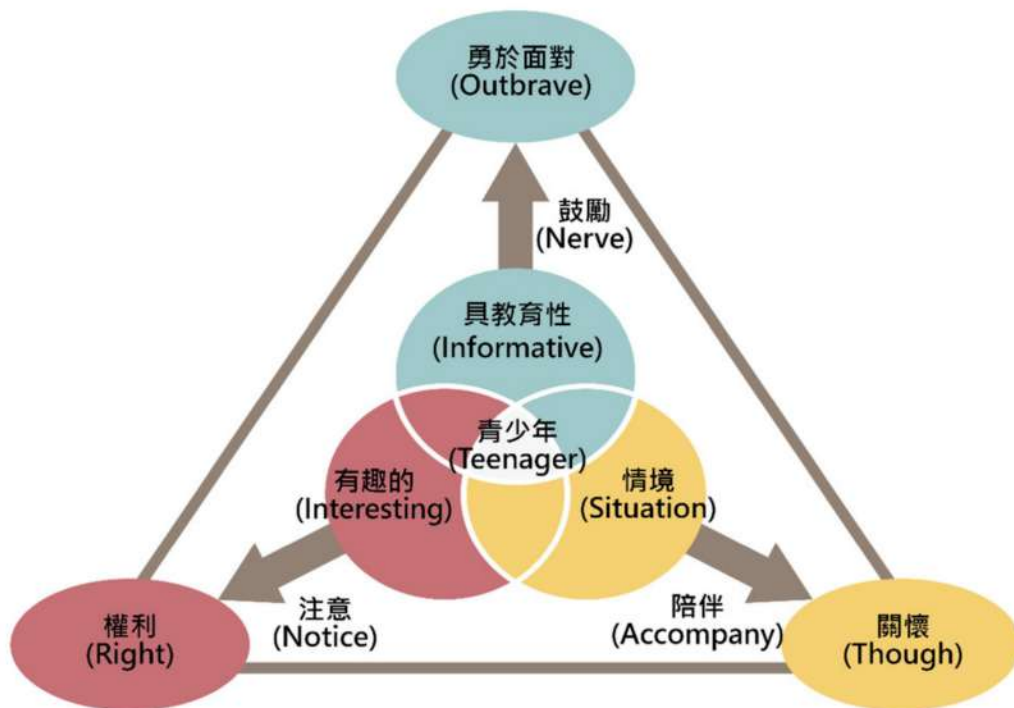 勇於面對
(Outbrave)
鼓勵
(Nerve)
具教育性
(Informative)
青少年
(Teenager)
有趣的
(Interesting)
情境
(Situation)
注意
(Notice)
陪伴
(Accompany)
權利
(Right)
關懷
(Though)